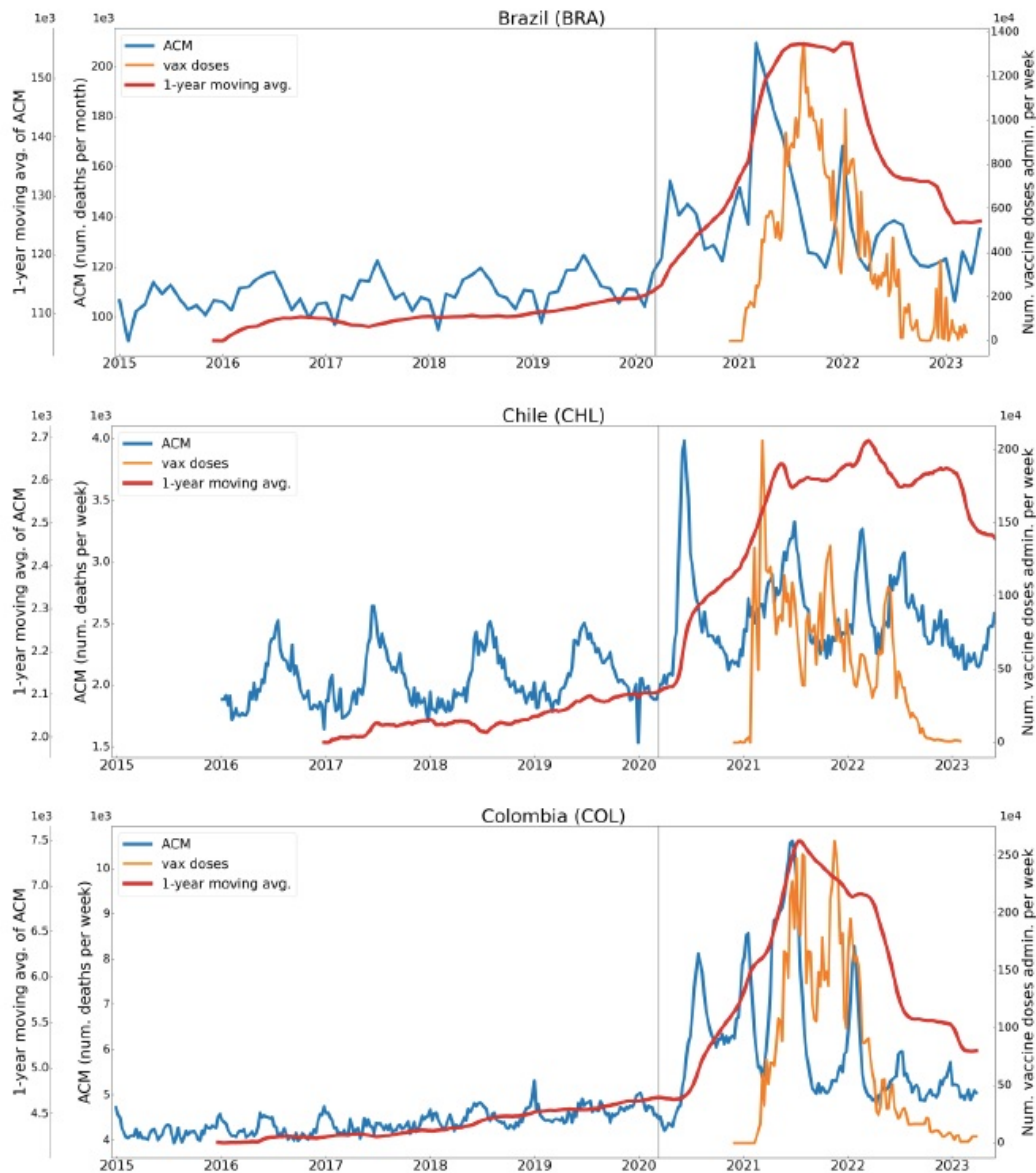 Brazil (BRA)
1e3
1e3
1e4
ACM
vax doses
1-year moving avg.
1-year moving avg. of ACM
150
140
130
120
110
ACM (num. deaths per month)
200
180
160
140
120
100
Num. vaccine doses admin. per week
1400
1200
1000
800
600
400
200
0
2015
2016
2017
2018
2019
2020
2021
2022
2023
Chile (CHL)
1e3
1e3
1e4
ACM
vax doses
1-year moving avg.
1-year moving avg. of ACM
2.7
2.6
2.5
2.4
2.3
2.2
2.1
2.0
ACM (num. deaths per week)
4.0
3.5
3.0
2.5
2.0
1.5
Num. vaccine doses admin. per week
200
150
100
50
0
2015
2016
2017
2018
2019
2020
2021
2022
2023
Colombia (COL)
1e3
1e3
1e4
ACM
vax doses
1-year moving avg.
1-year moving avg. of ACM
7.5
7.0
6.5
6.0
5.5
5.0
4.5
ACM (num. deaths per week)
10
9
8
7
6
5
4
Num. vaccine doses admin. per week
250
200
150
100
50
0
2015
2016
2017
2018
2019
2020
2021
2022
2023